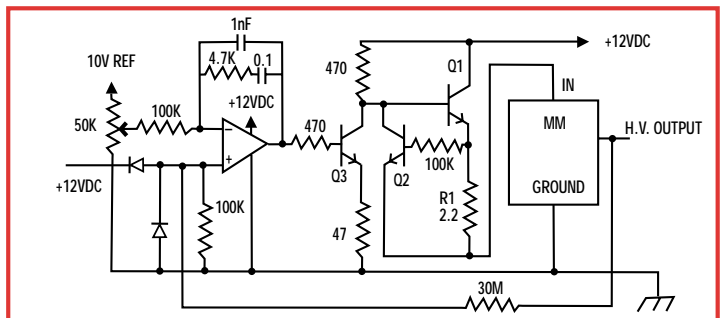 1nF
4.7K 0.1
10V REF
+12VDC
470
Q1
+12VDC
IN
50K
100K
−
+
470
MM
H.V. OUTPUT
+12VDC
100K
Q3
Q2
100K
R1
2.2
GROUND
47
30M